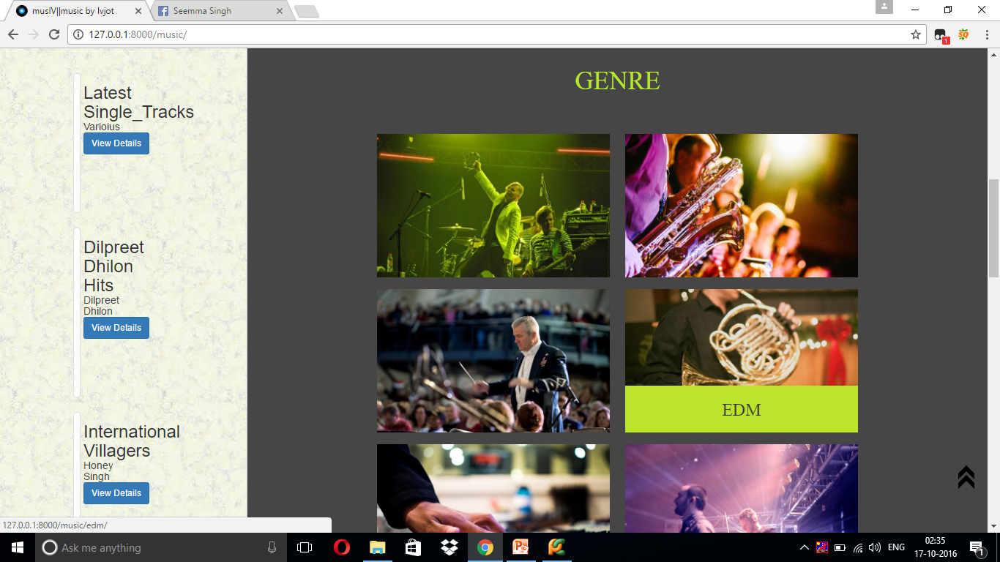 musIV||music by Ivjot
Seemma Singh
127.0.0.1:8000/music/
1
Latest
Single_Tracks
Varioius
View Details
Dilpreet
Dhilon
Hits
Dilpreet
Dhilon
View Details
International
Villagers
Honey
Singh
View Details
GENRE
EDM
127.0.0.1:8000/music/edm/
Ask me anything
ENG
02:35
17-10-2016
1